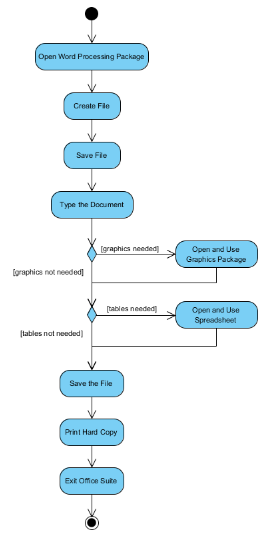 Open Word Processing Package
Create File
Save File
Type the Document
[graphics needed]
Open and Use
Graphics Package
[graphics not needed]
[tables needed]
Open and Use
Spreadsheet
[tables not needed]
Save the File
Print Hard Copy
Exit Office Suite